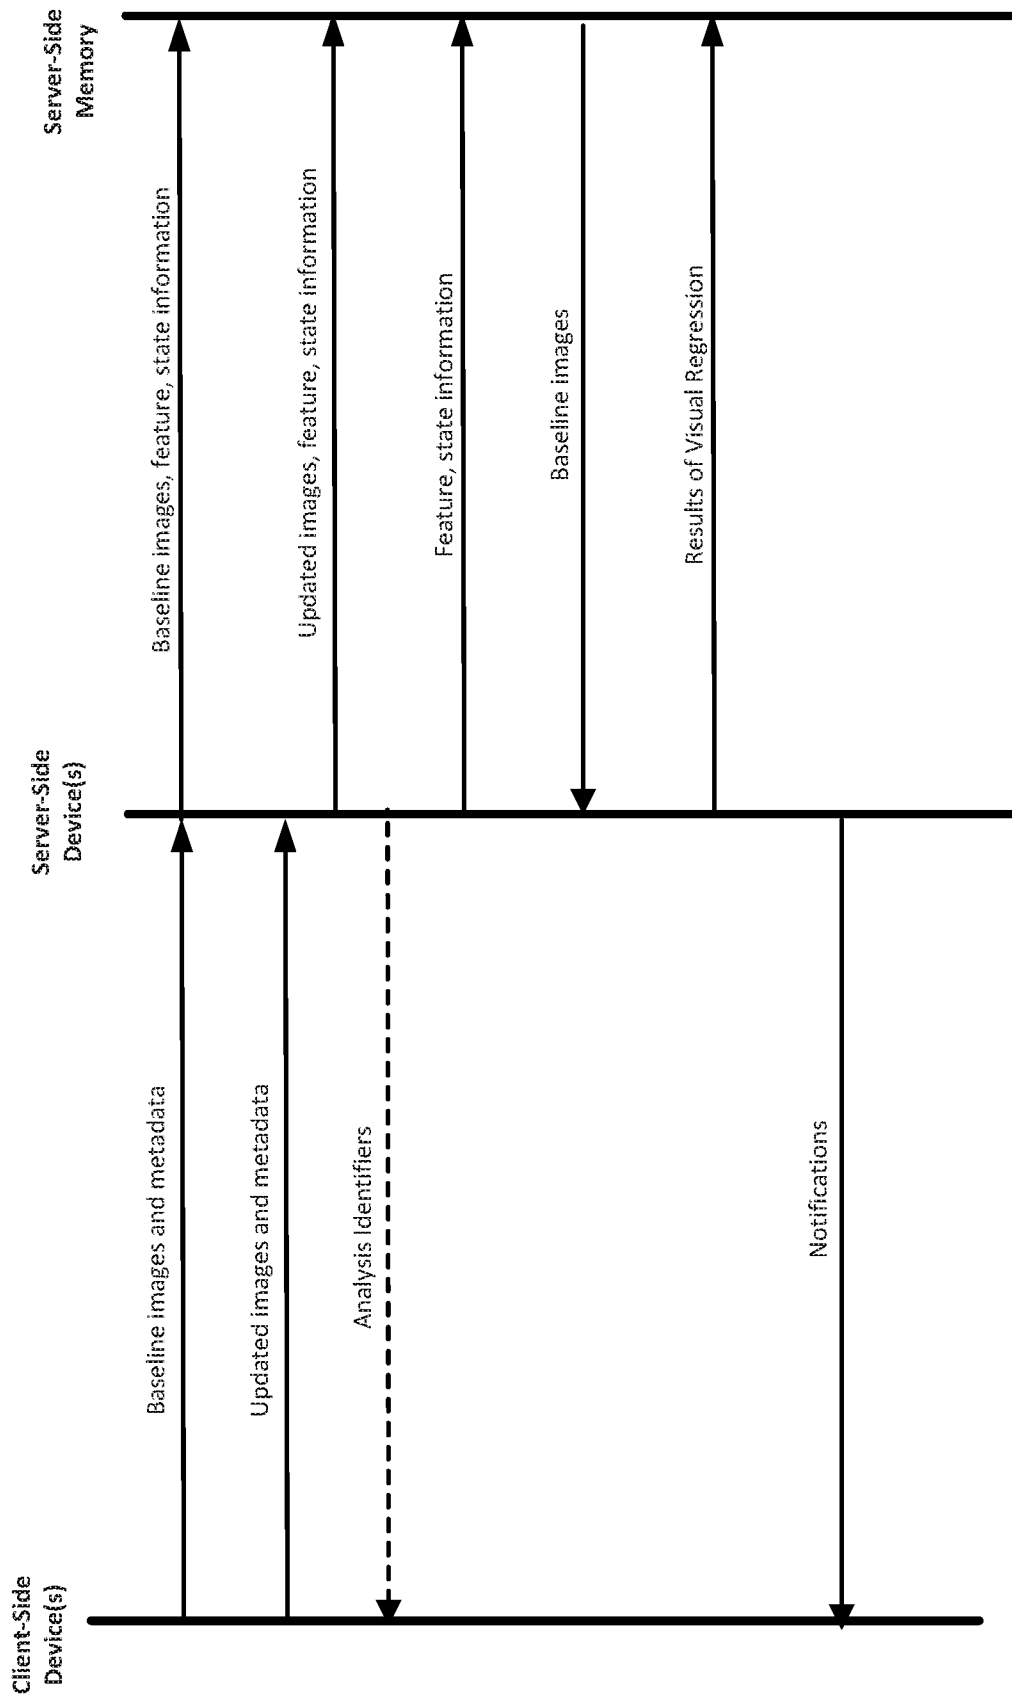 Client-Side
Device(s)
Server-Side
Device(s)
Server-Side
Memory
Baseline images and metadata
Baseline images, feature, state information
Updated images and metadata
Updated images, feature, state information
Analysis Identifiers
Feature, state information
Baseline images
Results of Visual Regression
Notifications